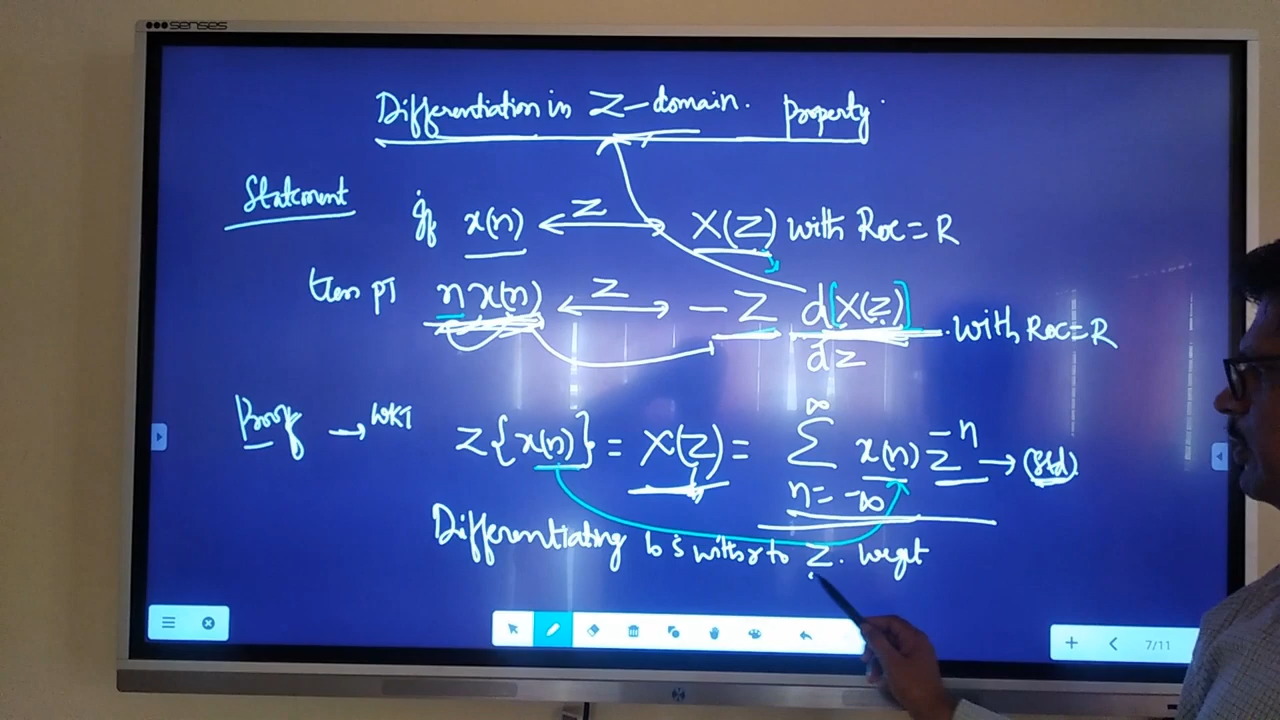 senses
Differentiation in Z-domain. Property
Statement if x(n) ⟷ Z X(Z) with Roc = R
then PT n x(n) ⟷ Z -Z d[X(Z)]/dz . with Roc = R
Proof → WKT Z{x(n)} = X(Z) = ∑ n=-∞ ∞ x(n) Z^-n → (std)
Differentiating b s with r to Z. we get
7/11